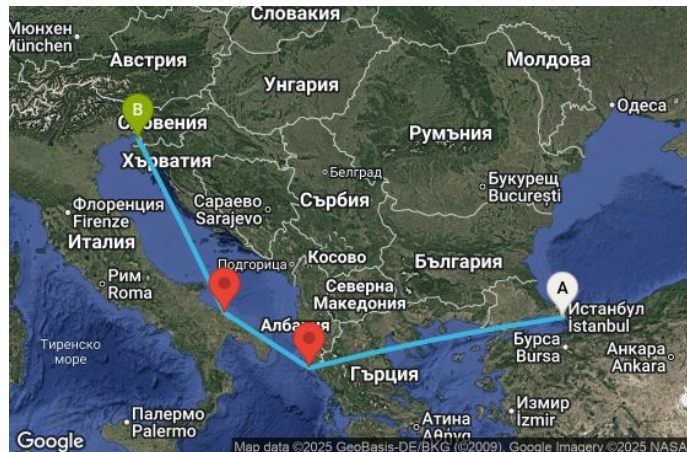 Словакия
Мюнхен
München
Австрия
Молдова
Унгария
Одеса
B
Словения
Румъния
Хърватия
Белград
Букурещ
București
Сараево
Sarajevo
Сърбия
Флоренция
Firenze
Италия
Подгорица
Косово
България
Рим
Roma
Северна
Македония
A
Истанбул
İstanbul
Албания
Бурса
Bursa
Анкара
Ankara
Тиренско
море
Гърция
Измир
İzmir
Палермо
Palermo
Атина
Αθήνα
Google
Map data ©2025 GeoBasis-DE/BKG (©2009), Google Imagery ©2025 NASA